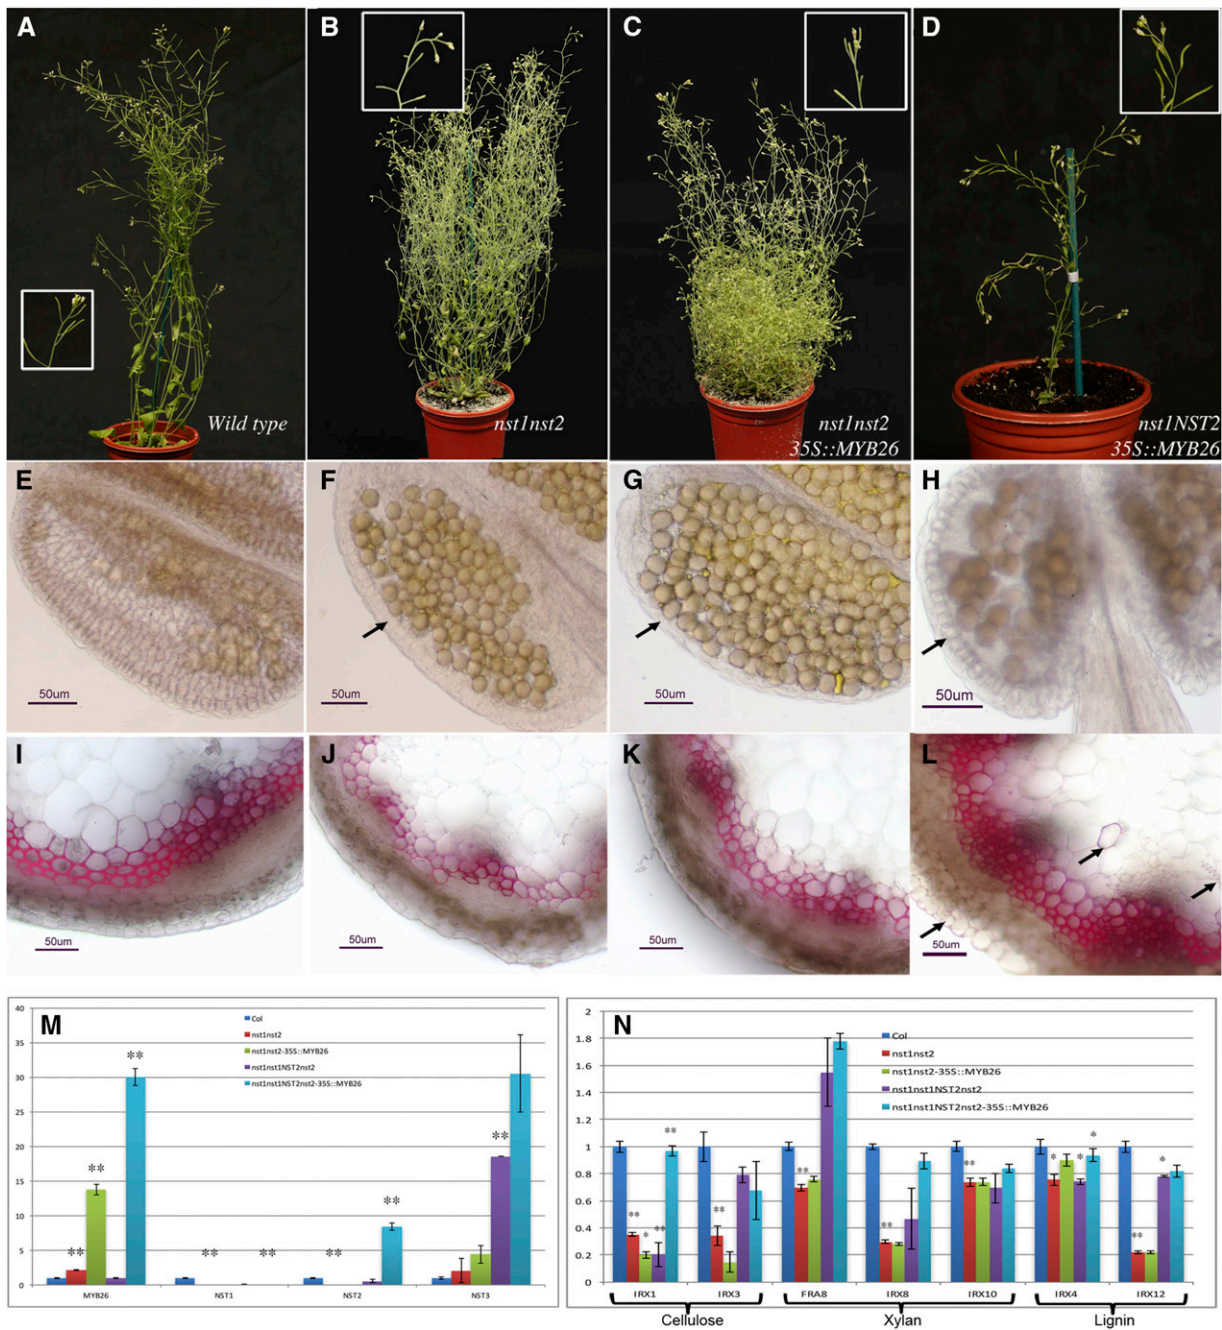 A
Wild type
B
nst1nst2
C
nst1nst2
35S::MYB26
D
nst1NST2
35S::MYB26
E
50um
F
50um
G
50um
H
50um
I
50um
J
50um
K
50um
L
50um
M
40
35
30
25
20
15
10
5
0
Col
nst1nst2
nst1nst2-35S::MYB26
nst1nst1NST2nst2
nst1nst1NST2nst2-35S::MYB26
**
**
**
**
**
**
**
**
MYB26
NST1
NST2
NST3
N
2
1.8
1.6
1.4
1.2
1
0.8
0.6
0.4
0.2
0
Col
nst1nst2
nst1nst2-35S::MYB26
nst1nst1NST2nst2
nst1nst1NST2nst2-35S::MYB26
**
*
**
**
**
**
**
**
*
*
*
**
*
IRX1
IRX3
FRA8
IRX8
IRX10
IRX4
IRX12
Cellulose
Xylan
Lignin